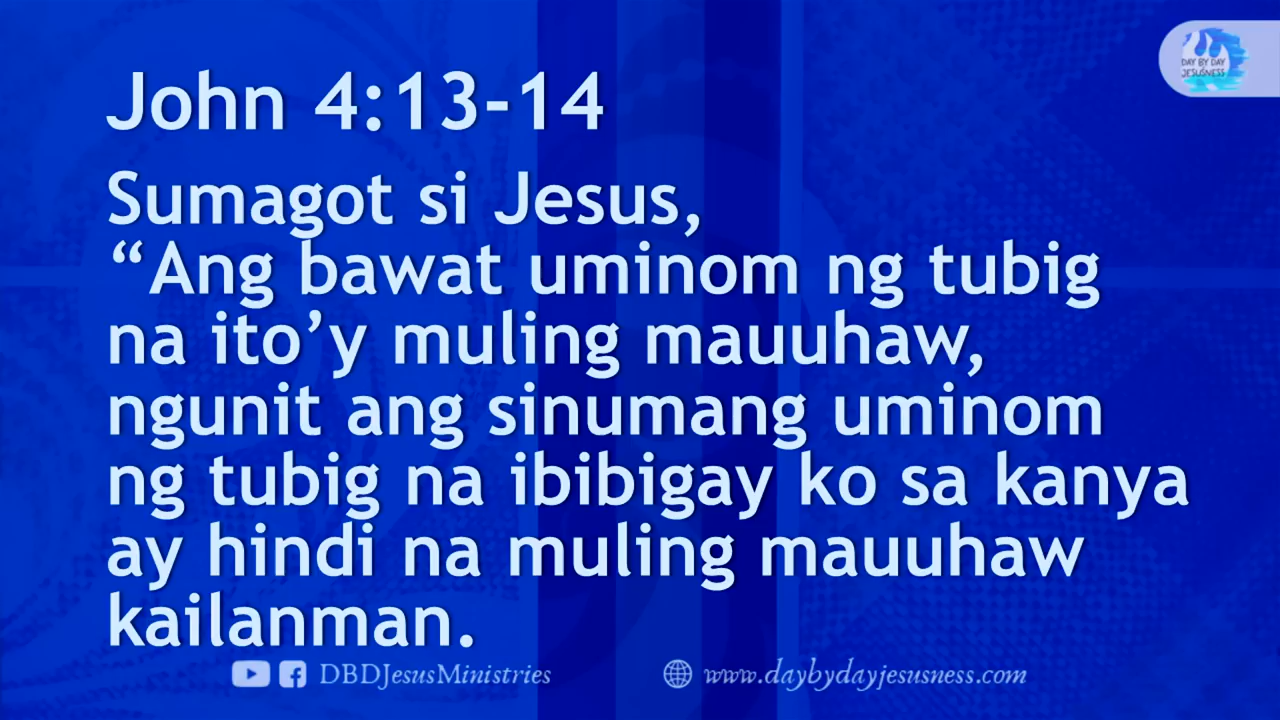 DAY BY DAY
JESUSNESS
John 4:13-14
Sumagot si Jesus,
“Ang bawat uminom ng tubig
na ito’y muling mauuhaw,
ngunit ang sinumang uminom
ng tubig na ibibigay ko sa kanya
ay hindi na muling mauuhaw
kailanman.
DBDJesusMinistries
www.daybydayjesusness.com